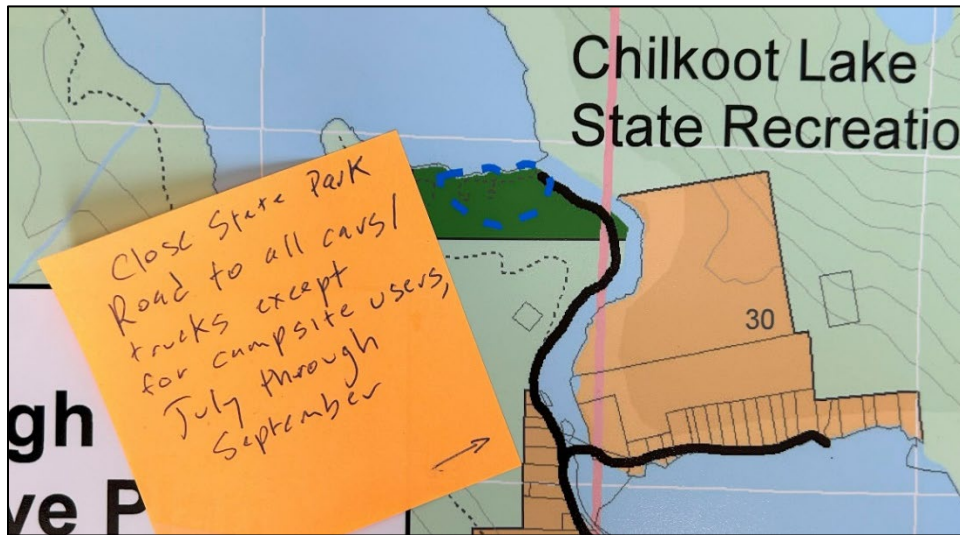 Chilkoot Lake
State Recreatio
Close State Park
Road to all cars/
trucks except
for campsite users,
July through
September
30
gh
ve P